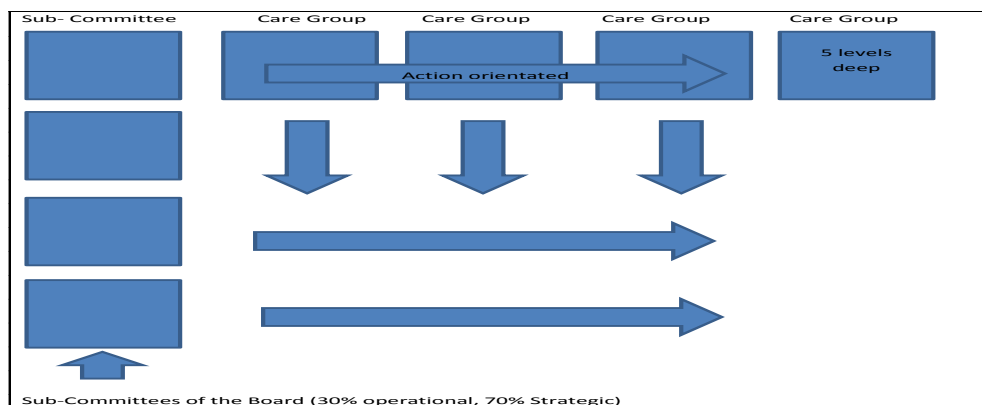 Sub- Committee Care Group Care Group Care Group Care Group
5 levels
deep
Action orientated
Sub-Committees of the Board (30% operational, 70% Strategic)